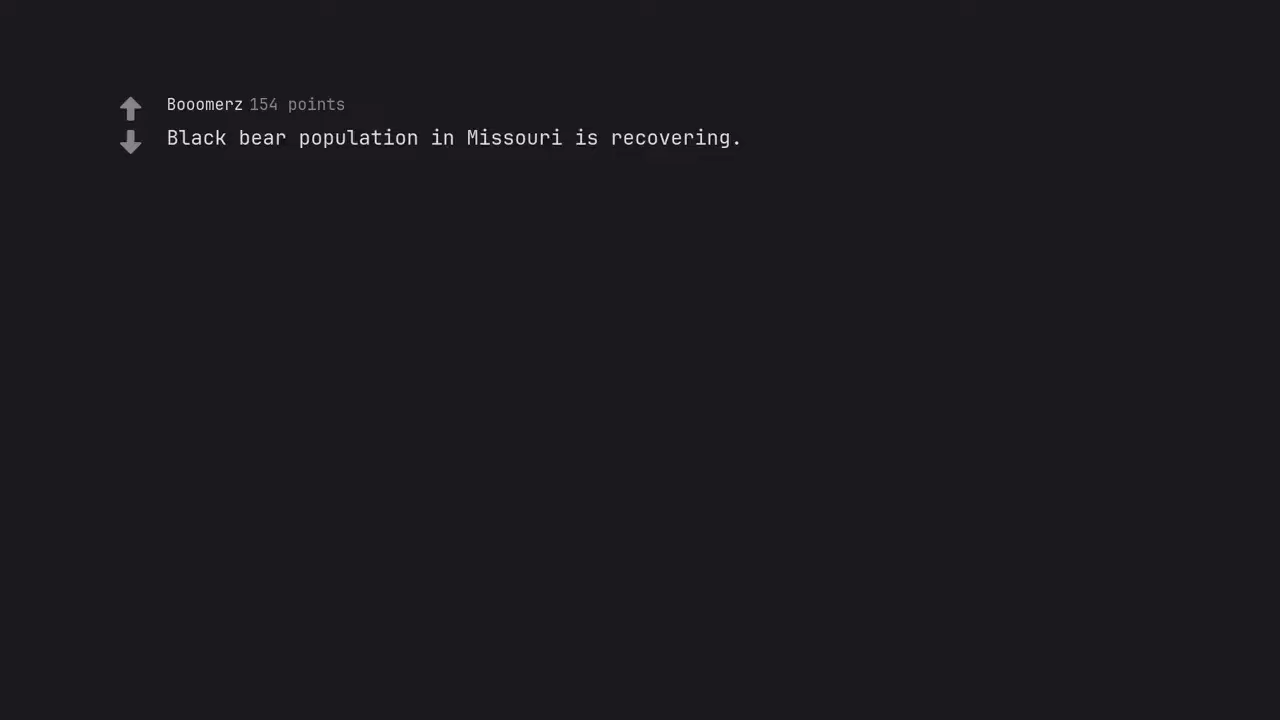 Booomerz 154 points
Black bear population in Missouri is recovering.